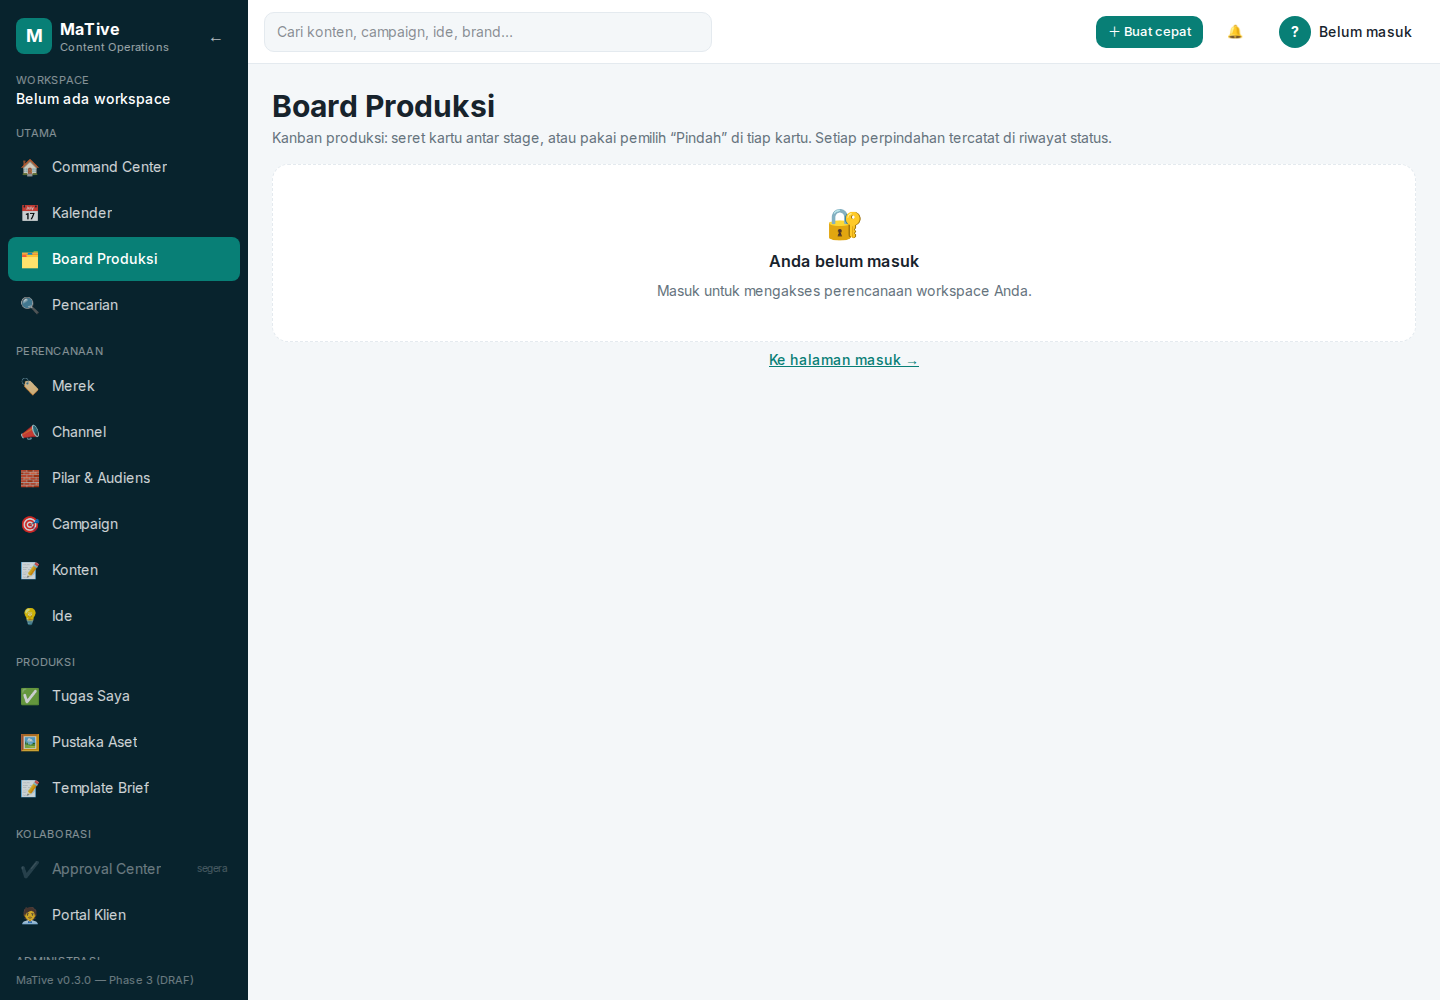 M
MaTive
Content Operations
←
WORKSPACE
Belum ada workspace
UTAMA
Command Center
Kalender
Board Produksi
Pencarian
PERENCANAAN
Merek
Channel
Pilar & Audiens
Campaign
Konten
Ide
PRODUKSI
Tugas Saya
Pustaka Aset
Template Brief
KOLABORASI
Approval Center segera
Portal Klien
ADMINISTRASI
MaTive v0.3.0 — Phase 3 (DRAF)
Cari konten, campaign, ide, brand...
+ Buat cepat
? Belum masuk
Board Produksi
Kanban produksi: seret kartu antar stage, atau pakai pemilih “Pindah” di tiap kartu. Setiap perpindahan tercatat di riwayat status.
Anda belum masuk
Masuk untuk mengakses perencanaan workspace Anda.
Ke halaman masuk →